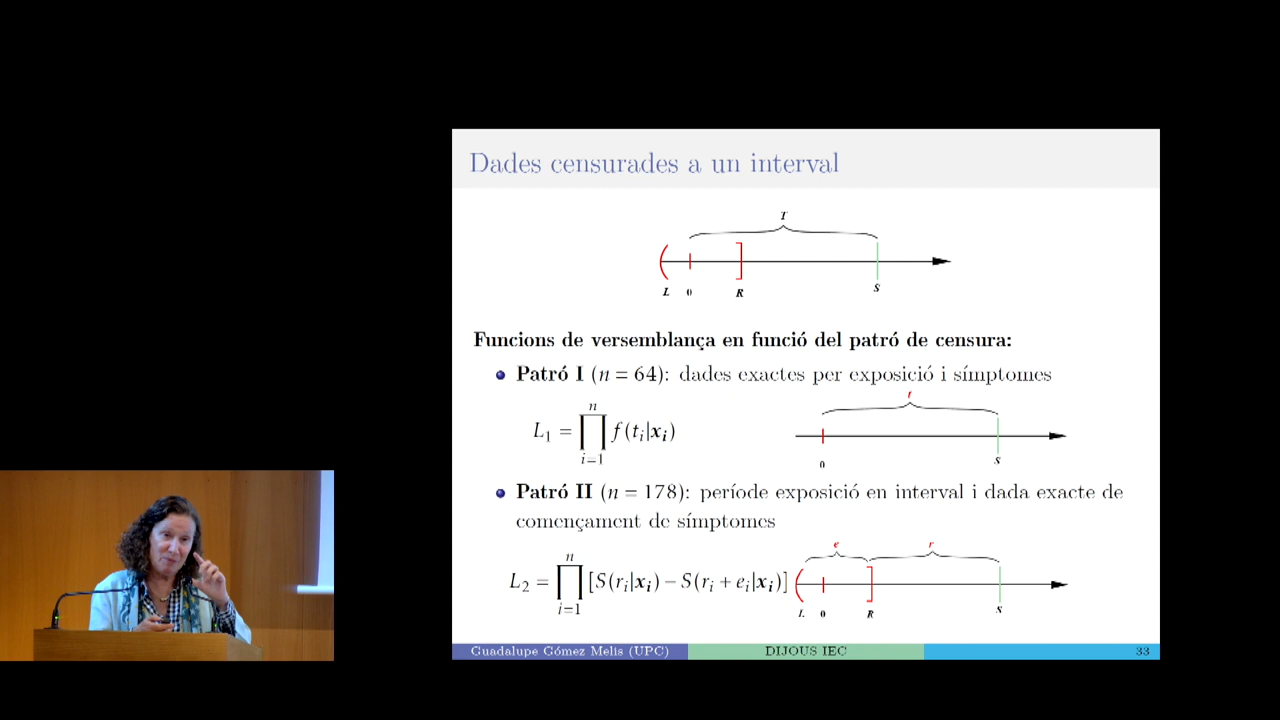 Dades censurades a un interval
T
L 0 R S
Funcions de versemblança en funció del patró de censura:
Patró I (n = 64): dades exactes per exposició i símptomes
r
L₁ = ∏ⁿᵢ₌₁ f(tᵢ|xᵢ)
0 S
Patró II (n = 178): període exposició en interval i dada exacte de
començament de símptomes
e r
L₂ = ∏ⁿᵢ₌₁ [S(rᵢ|xᵢ) − S(rᵢ + eᵢ|xᵢ)]
L 0 R S
Guadalupe Gómez Melis (UPC) DIJOUS IEC 33